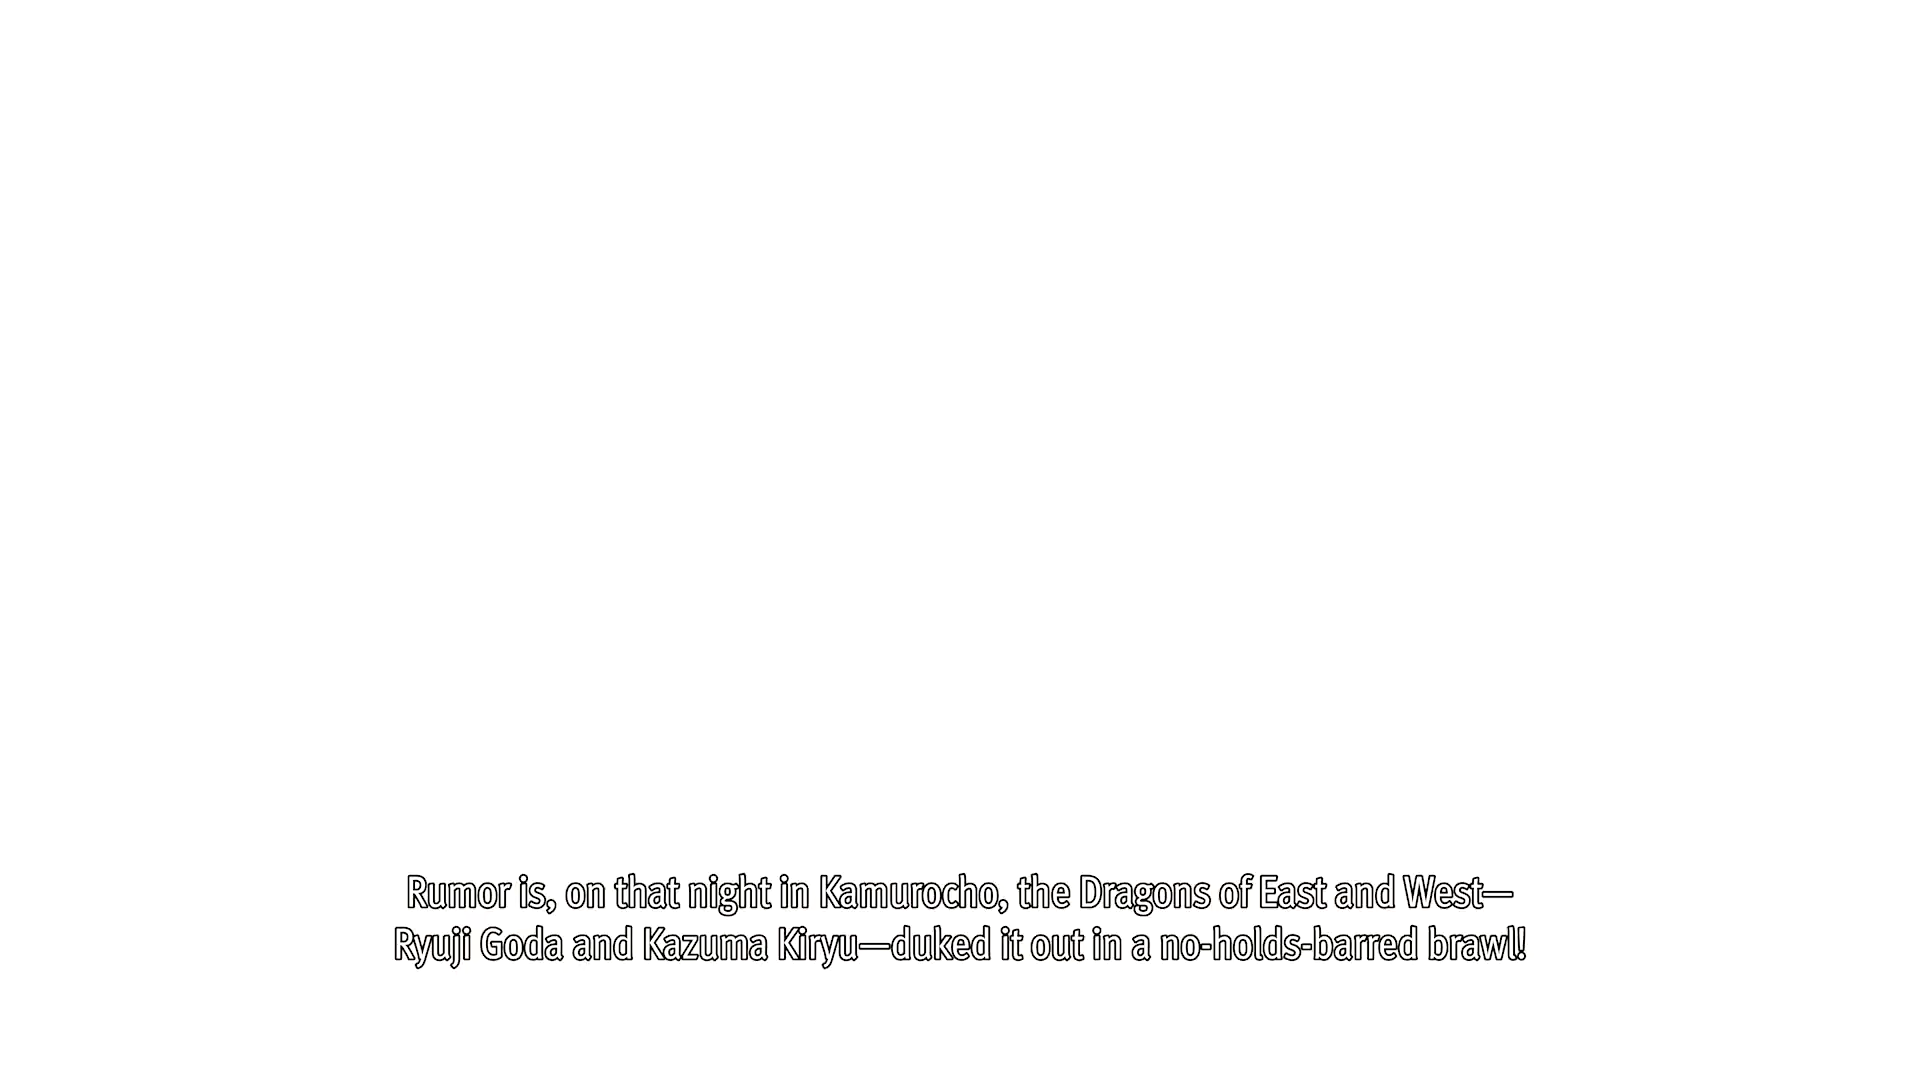 Rumor is, on that night in Kamurocho, the Dragons of East and West—
Ryuji Goda and Kazuma Kiryu—duked it out in a no-holds-barred brawl!